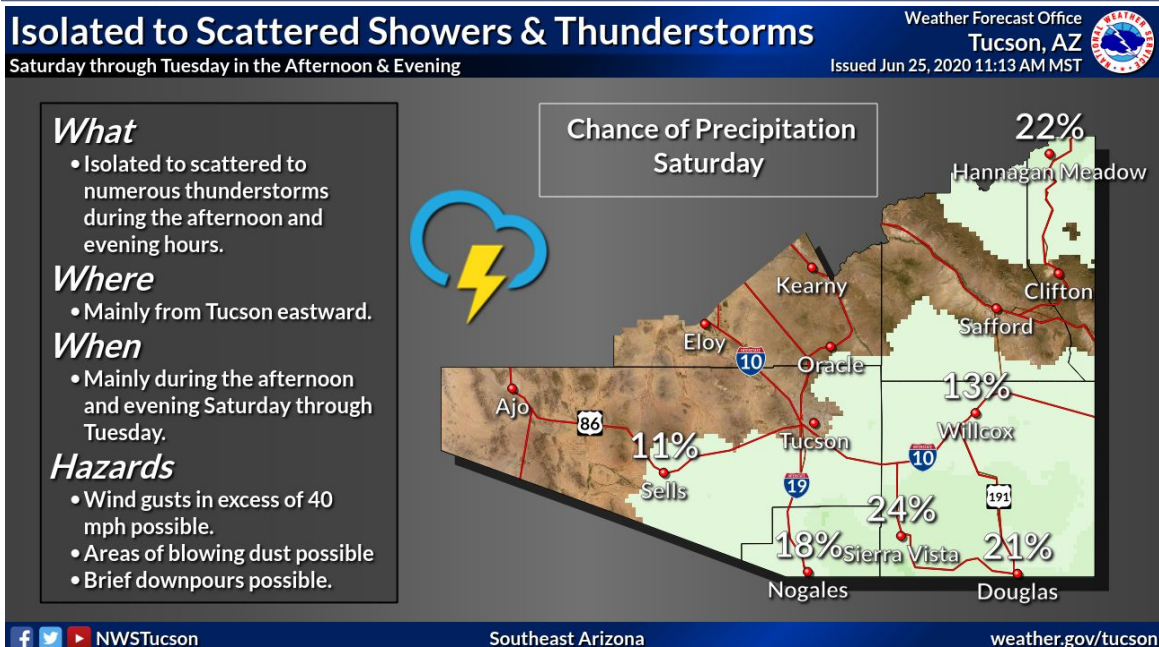 Isolated to Scattered Showers & Thunderstorms
Saturday through Tuesday in the Afternoon & Evening
Weather Forecast Office
Tucson, AZ
Issued Jun 25, 2020 11:13 AM MST
NATIONAL WEATHER SERVICE
What
• Isolated to scattered to
numerous thunderstorms
during the afternoon and
evening hours.
Where
• Mainly from Tucson eastward.
When
• Mainly during the afternoon
and evening Saturday through
Tuesday.
Hazards
• Wind gusts in excess of 40
mph possible.
• Areas of blowing dust possible
• Brief downpours possible.
Chance of Precipitation
Saturday
22%
Hannagan Meadow
Kearny
Clifton
Safford
Eloy
10
Oracle
13%
Ajo
86
Tucson
Willcox
11%
10
Sells
19
191
24%
18%
Sierra Vista
21%
Nogales
Douglas
NWSTucson
Southeast Arizona
weather.gov/tucson